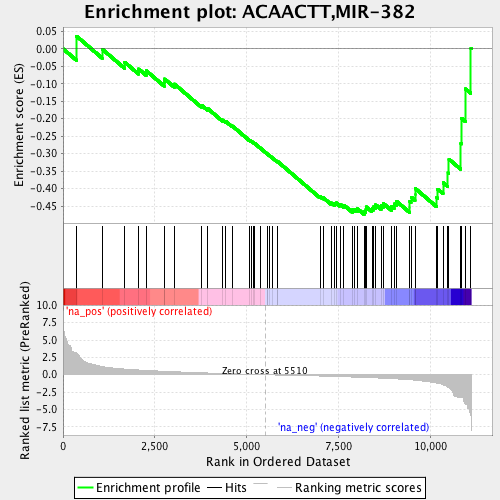 Enrichment plot: ACAACTT,MIR-382
Enrichment score (ES)
0.05
0.00
-0.05
-0.10
-0.15
-0.20
-0.25
-0.30
-0.35
-0.40
-0.45
Ranked list metric (PreRanked)
10.0
7.5
5.0
2.5
0.0
-2.5
-5.0
-7.5
'na_pos' (positively correlated)
Zero cross at 5510
'na_neg' (negatively correlated)
0 2,500 5,000 7,500 10,000
Rank in Ordered Dataset
Enrichment profile Hits Ranking metric scores